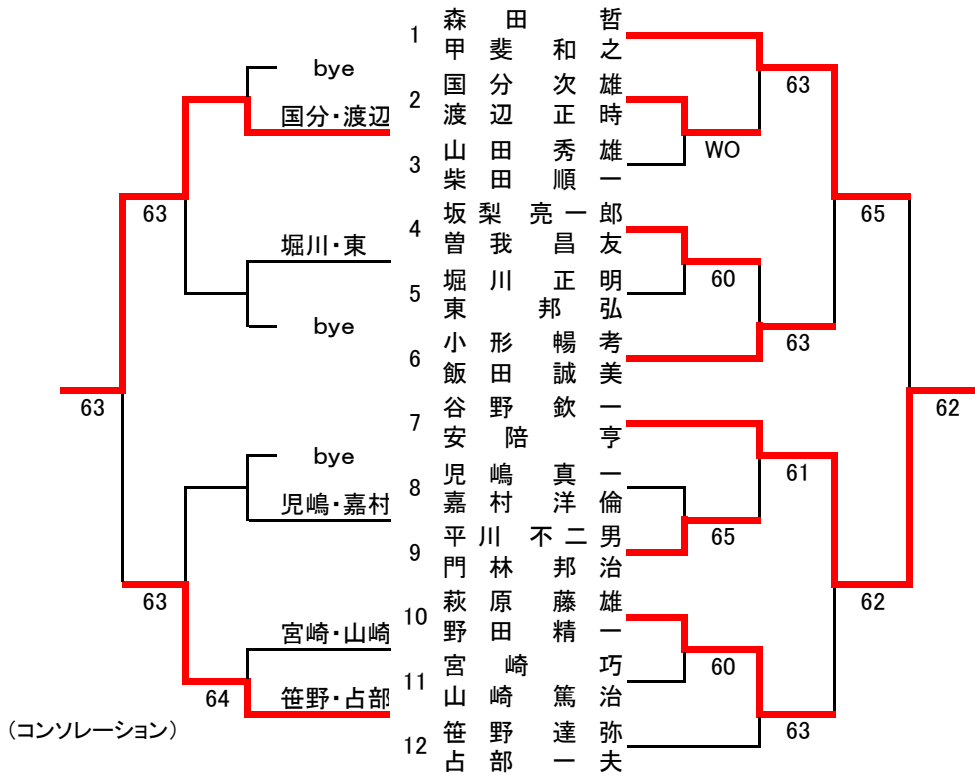 森田 哲
1
甲斐 和之
bye
63
国分 次雄
2
国分・渡辺
渡辺 正時
WO
山田 秀雄
3
柴田 順一
63
65
坂梨 亮一郎
4
堀川・東
曽我 昌友
60
堀川 正明
5
東 邦弘
bye
63
小形 暢考
6
飯田 誠美
63
62
谷野 欽一
7
安陪 亨
bye
61
児嶋 真一
8
児嶋・嘉村
嘉村 洋倫
65
平川 不二男
9
門林 邦治
63
62
萩原 藤雄
10
宮崎・山崎
野田 精一
60
宮崎 巧
11
64
笹野・占部
山崎 篤治
(コンソレーション)
63
笹野 達弥
12
占部 一夫